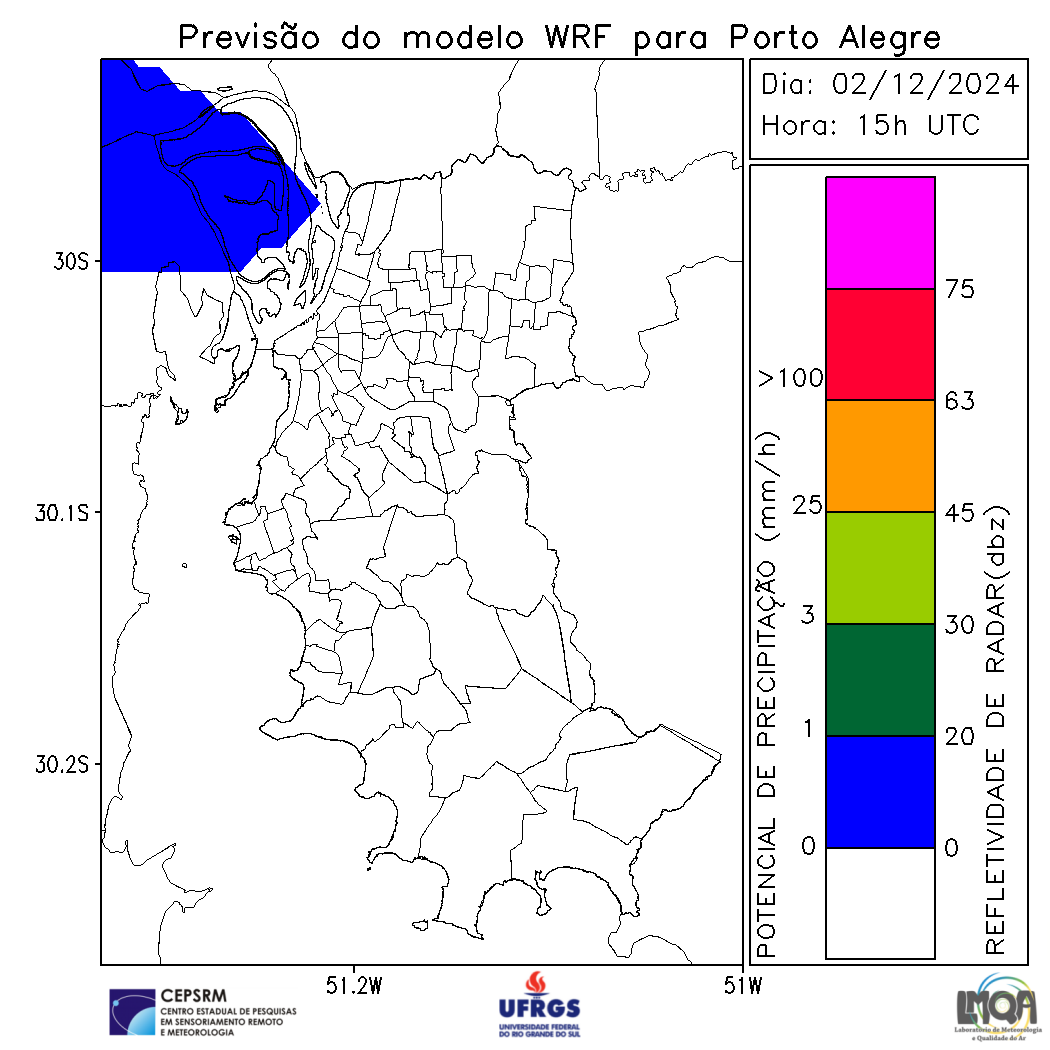 Previsão do modelo WRF para Porto Alegre
Dia: 02/12/2024
Hora: 15h UTC
30S
30.1S
30.2S
51.2W
51W
POTENCIAL DE PRECIPITAÇÃO (mm/h)
>100
25
3
1
0
75
63
45
30
20
0
REFLETIVIDADE DE RADAR(dbz)
CEPSRM
CENTRO ESTADUAL DE PESQUISAS
EM SENSORIAMENTO REMOTO
E METEOROLOGIA
UFRGS
UNIVERSIDADE FEDERAL
DO RIO GRANDE DO SUL
LMQA
Laboratório de Meteorologia
e Qualidade do Ar